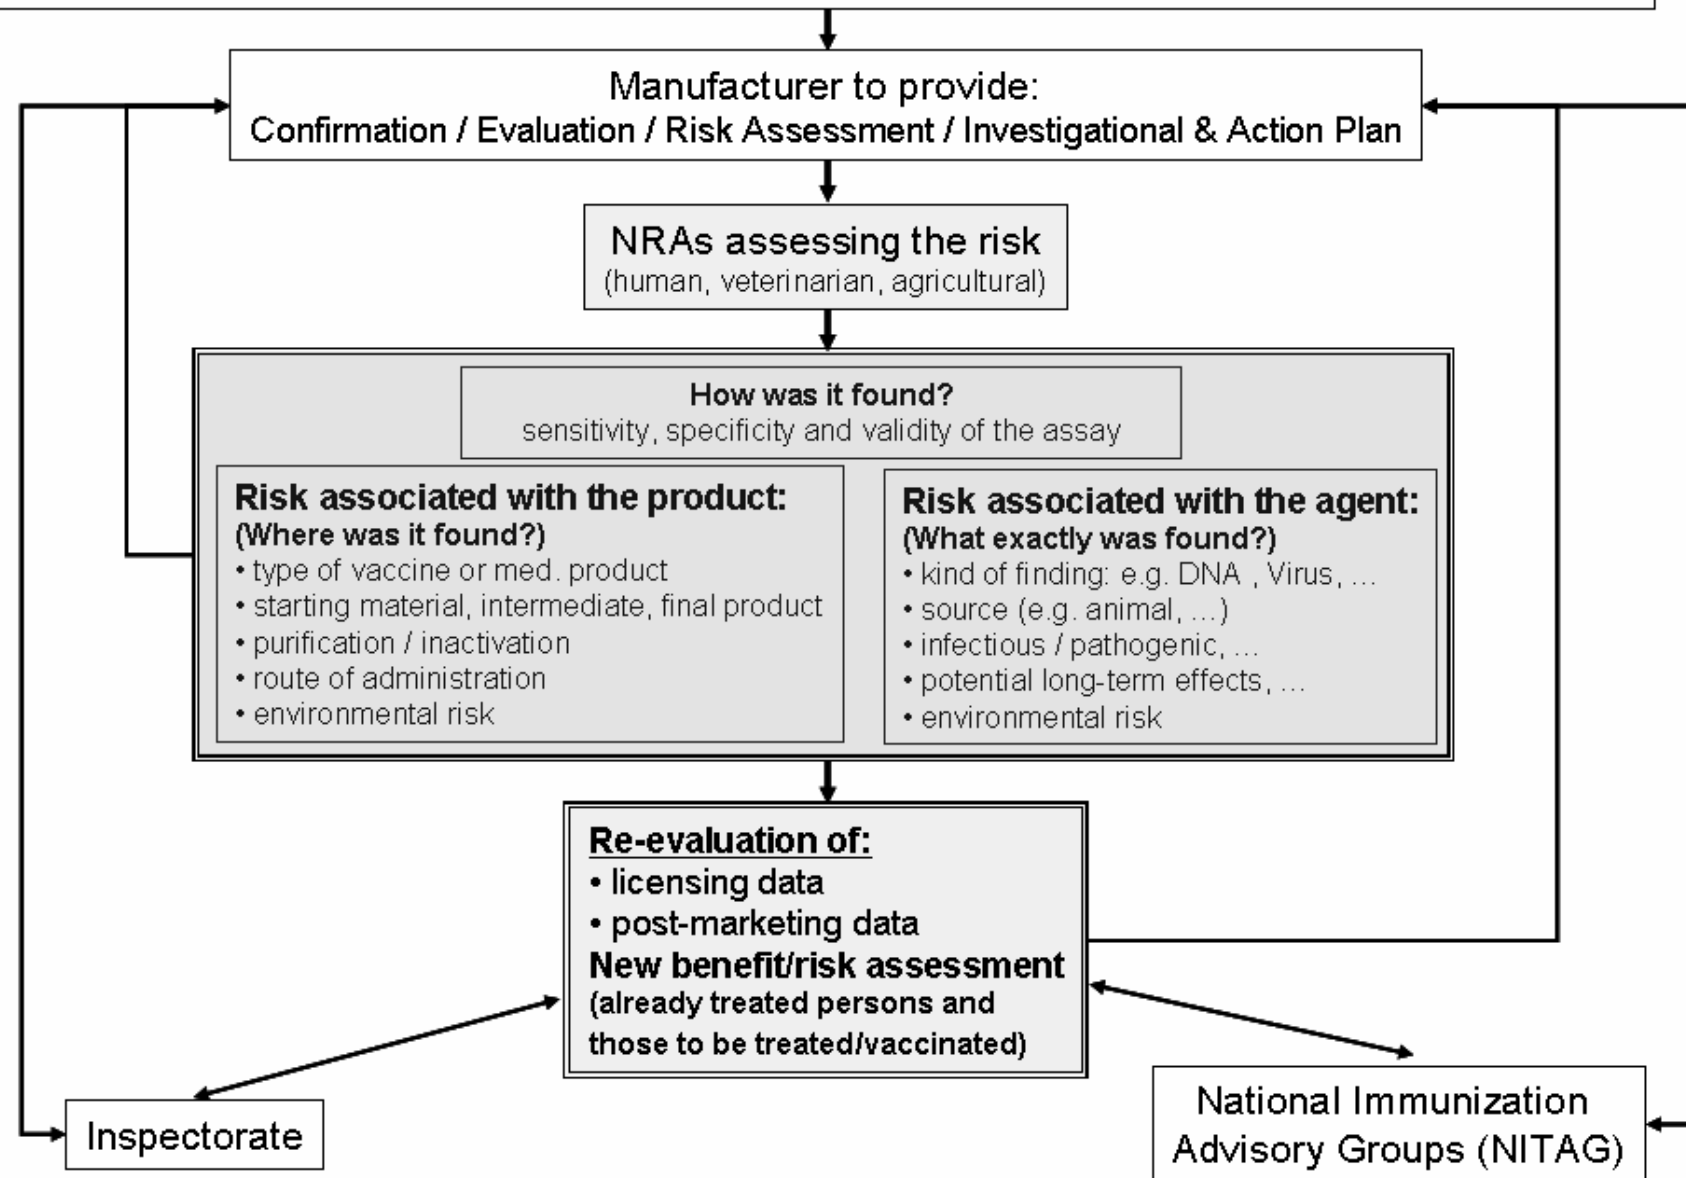 Manufacturer to provide:
Confirmation / Evaluation / Risk Assessment / Investigational & Action Plan
NRAs assessing the risk
(human, veterinarian, agricultural)
How was it found?
sensitivity, specificity and validity of the assay
Risk associated with the product:
(Where was it found?)
• type of vaccine or med. product
• starting material, intermediate, final product
• purification / inactivation
• route of administration
• environmental risk
Risk associated with the agent:
(What exactly was found?)
• kind of finding: e.g. DNA , Virus, ...
• source (e.g. animal, ...)
• infectious / pathogenic, ...
• potential long-term effects, ...
• environmental risk
Re-evaluation of:
• licensing data
• post-marketing data
New benefit/risk assessment
(already treated persons and
those to be treated/vaccinated)
Inspectorate
National Immunization
Advisory Groups (NITAG)